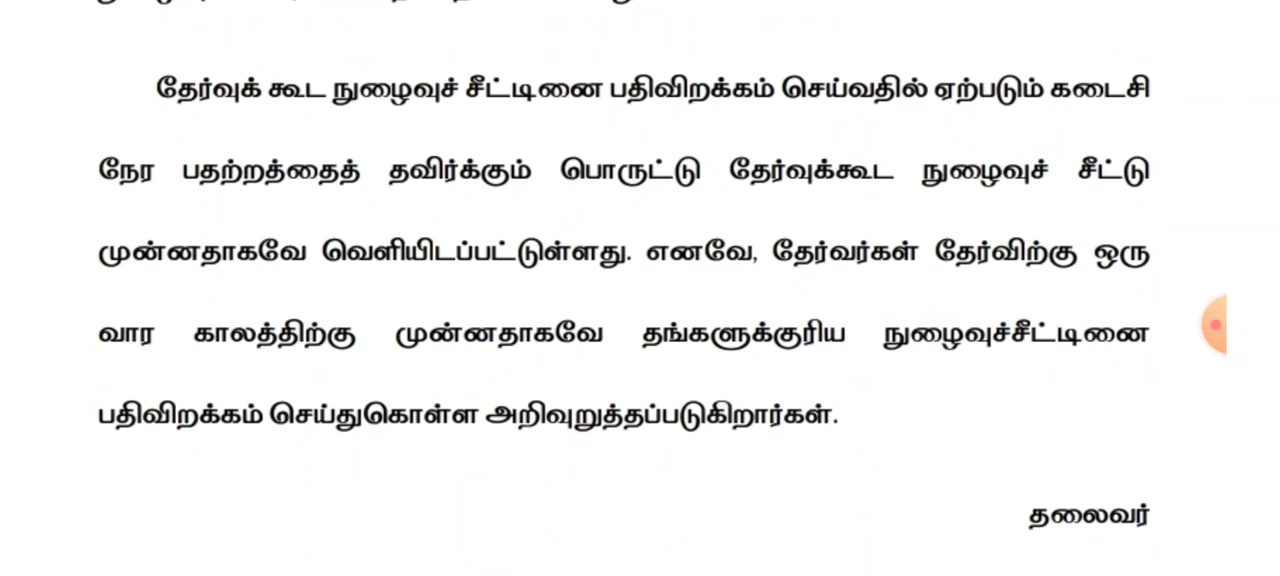 தேர்வுக் கூட நுழைவுச் சீட்டினை பதிவிறக்கம் செய்வதில் ஏற்படும் கடைசி
நேர பதற்றத்தைத் தவிர்க்கும் பொருட்டு தேர்வுக்கூட நுழைவுச் சீட்டு
முன்னதாகவே வெளியிடப்பட்டுள்ளது. எனவே, தேர்வர்கள் தேர்விற்கு ஒரு
வார காலத்திற்கு முன்னதாகவே தங்களுக்குரிய நுழைவுச்சீட்டினை
பதிவிறக்கம் செய்துகொள்ள அறிவுறுத்தப்படுகிறார்கள்.
தலைவர்